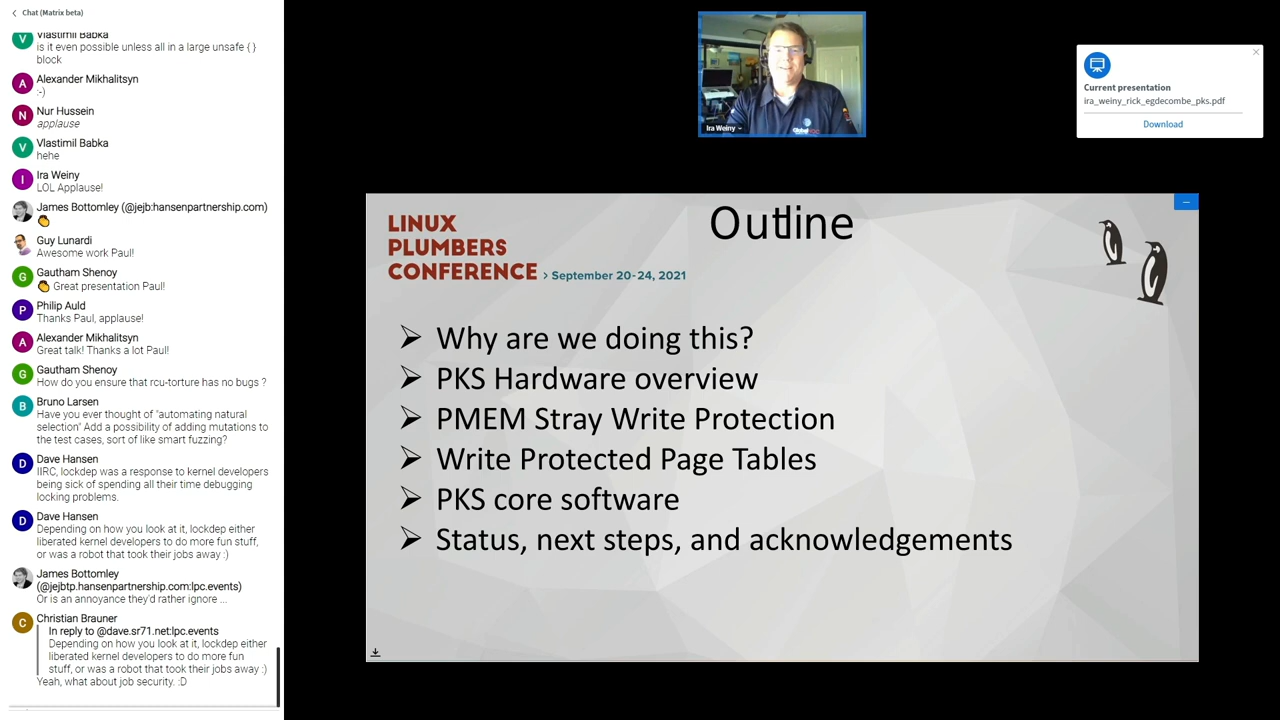 Chat (Matrix beta)
Vlastimil Babka
is it even possible unless all in a large unsafe { }
block
Alexander Mikhalitsyn
:-)
Nur Hussein
applause
Vlastimil Babka
hehe
Ira Weiny
LOL Applause!
James Bottomley (@jejb:hansenpartnership.com)
👏
Guy Lunardi
Awesome work Paul!
Gautham Shenoy
👏 Great presentation Paul!
Philip Auld
Thanks Paul, applause!
Alexander Mikhalitsyn
Great talk! Thanks a lot Paul!
Gautham Shenoy
How do you ensure that rcu-torture has no bugs ?
Bruno Larsen
Have you ever thought of "automating natural
selection" Add a possibility of adding mutations to
the test cases, sort of like smart fuzzing?
Dave Hansen
IIRC, lockdep was a response to kernel developers
being sick of spending all their time debugging
locking problems.
Dave Hansen
Depending on how you look at it, lockdep either
liberated kernel developers to do more fun stuff,
or was a robot that took their jobs away :)
James Bottomley
(@jejbtp.hansenpartnership.com:lpc.events)
Or is an annoyance they'd rather ignore ...
Christian Brauner
In reply to @dave.sr71.net:lpc.events
Depending on how you look at it, lockdep either
liberated kernel developers to do more fun
stuff, or was a robot that took their jobs away :)
Yeah, what about job security. :D
Ira Weiny
Current presentation
ira_weiny_rick_egdecombe_pks.pdf
Download
LINUX
PLUMBERS
CONFERENCE > September 20-24, 2021
Outline
Why are we doing this?
PKS Hardware overview
PMEM Stray Write Protection
Write Protected Page Tables
PKS core software
Status, next steps, and acknowledgements